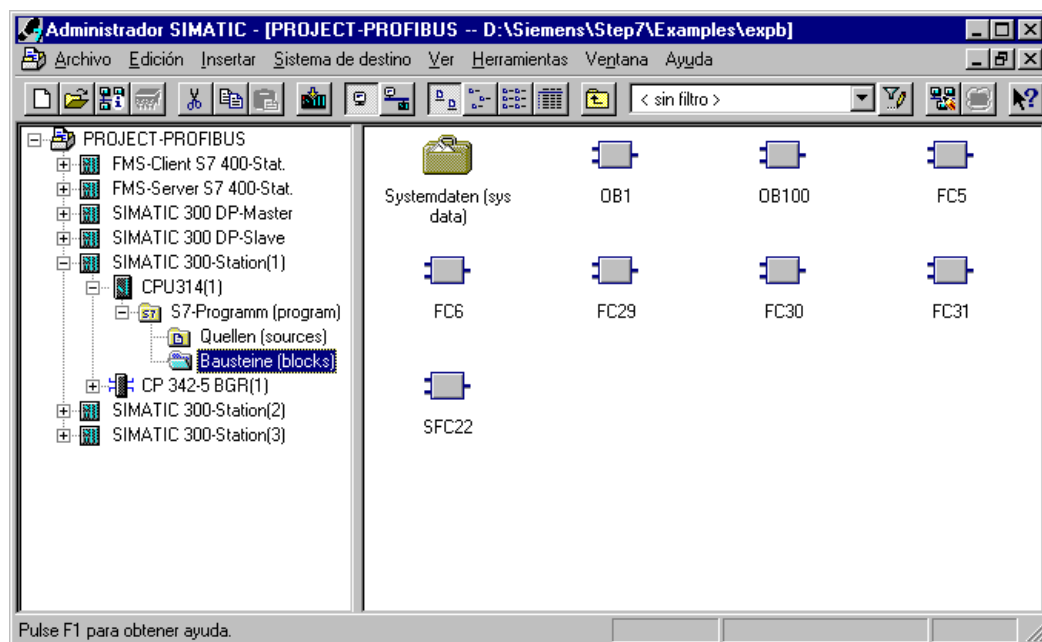 Administrador SIMATIC - [PROJECT-PROFIBUS -- D:\Siemens\Step7\Examples\expb]
Archivo Edición Insertar Sistema de destino Ver Herramientas Ventana Ayuda
< sin filtro >
PROJECT-PROFIBUS
FMS-Client S7 400-Stat.
FMS-Server S7 400-Stat.
SIMATIC 300 DP-Master
SIMATIC 300 DP-Slave
SIMATIC 300-Station(1)
CPU314(1)
S7-Programm (program)
Quellen (sources)
Bausteine (blocks)
CP 342-5 BGR(1)
SIMATIC 300-Station(2)
SIMATIC 300-Station(3)
Systemdaten (sys
data)
OB1
OB100
FC5
FC6
FC29
FC30
FC31
SFC22
Pulse F1 para obtener ayuda.